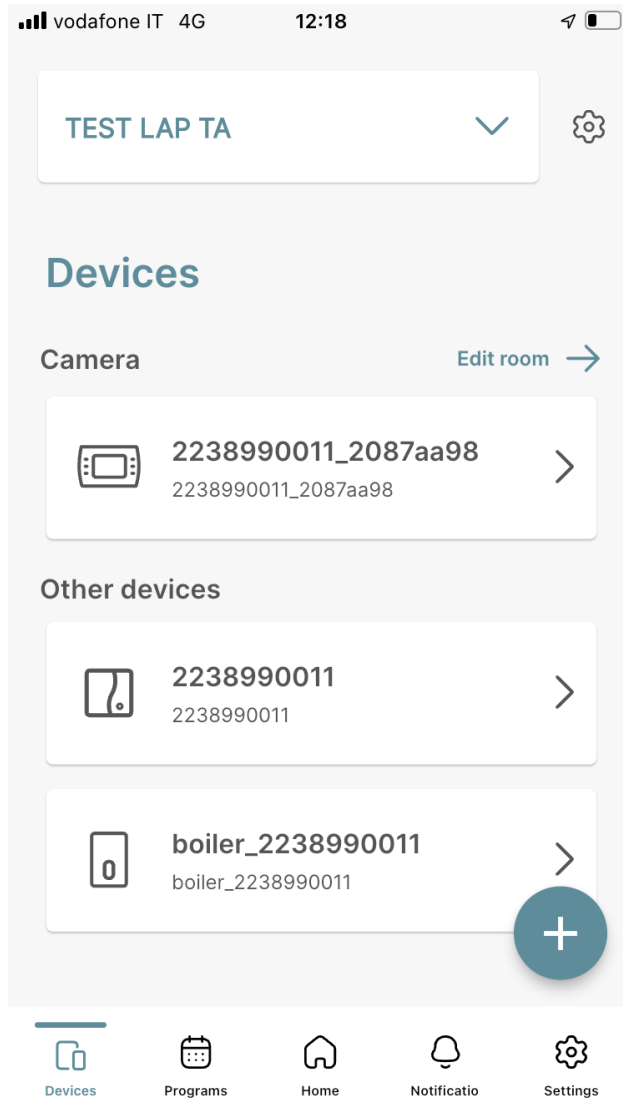 vodafone IT 4G 12:18
TEST LAP TA
Devices
Camera Edit room
2238990011_2087aa98
2238990011_2087aa98
Other devices
2238990011
2238990011
boiler_2238990011
boiler_2238990011
Devices Programs Home Notificatio Settings